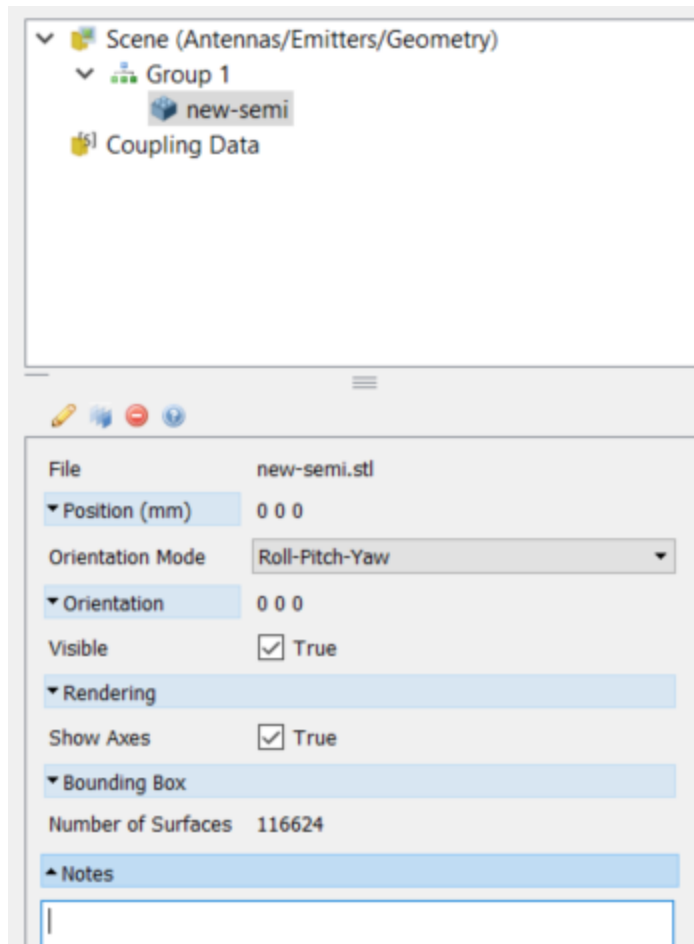 Scene (Antennas/Emitters/Geometry)
Group 1
new-semi
Coupling Data
File new-semi.stl
Position (mm) 0 0 0
Orientation Mode Roll-Pitch-Yaw
Orientation 0 0 0
Visible True
Rendering
Show Axes True
Bounding Box
Number of Surfaces 116624
Notes